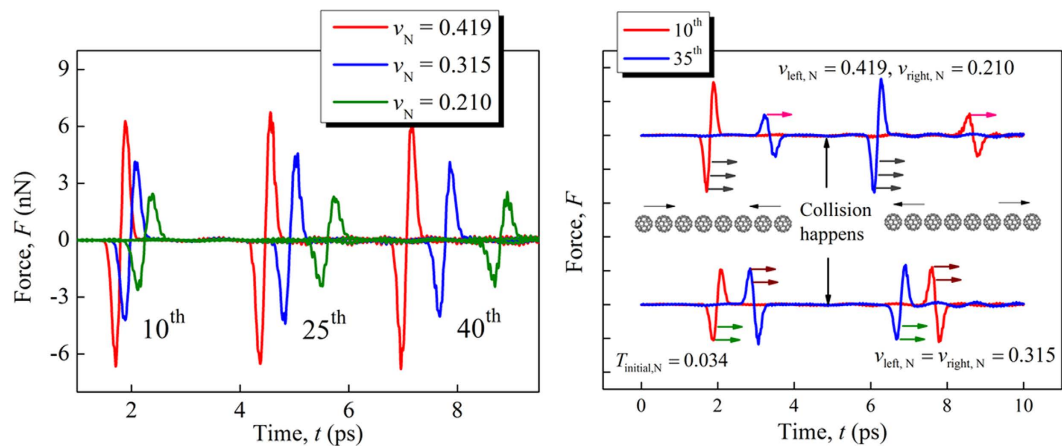 v_N = 0.419
v_N = 0.315
v_N = 0.210
9
6
3
0
-3
-6
Force, F (nN)
10th
25th
40th
2
4
6
8
Time, t (ps)
10th
35th
v_left, N = 0.419, v_right, N = 0.210
Force, F
Collision
happens
T_initial,N = 0.034
v_left, N = v_right, N = 0.315
0
2
4
6
8
10
Time, t (ps)